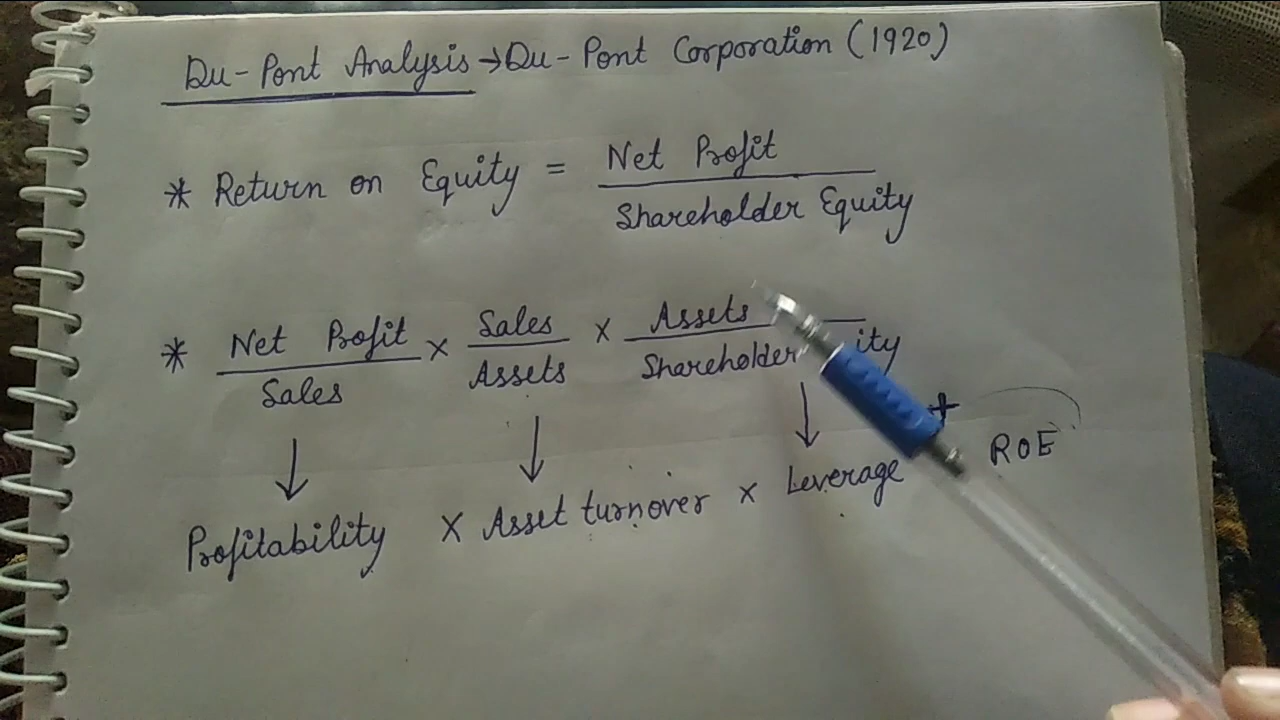 Du-Pont Analysis → Du-Pont Corporation (1920)
* Return on Equity = Net Profit
Shareholder Equity
* Net Profit × Sales × Assets
Sales Assets Shareholder ity
↓ ↓ ↓ + ROE
Profitability × Asset turnover × Leverage